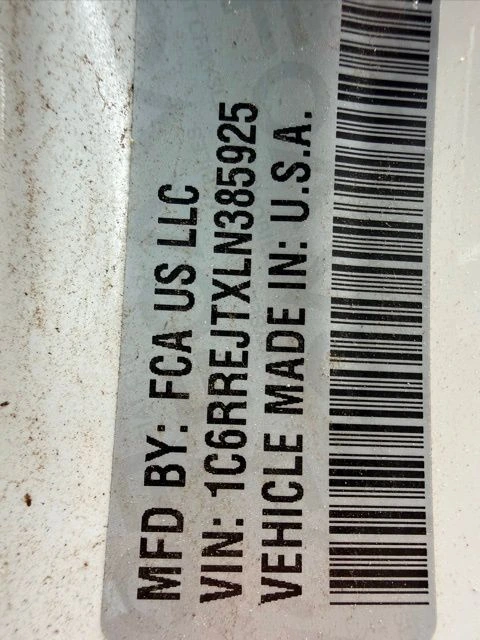 MFD BY: FCA US LLC
VIN: 1C6RREJTXLN385925
VEHICLE MADE IN: U.S.A.